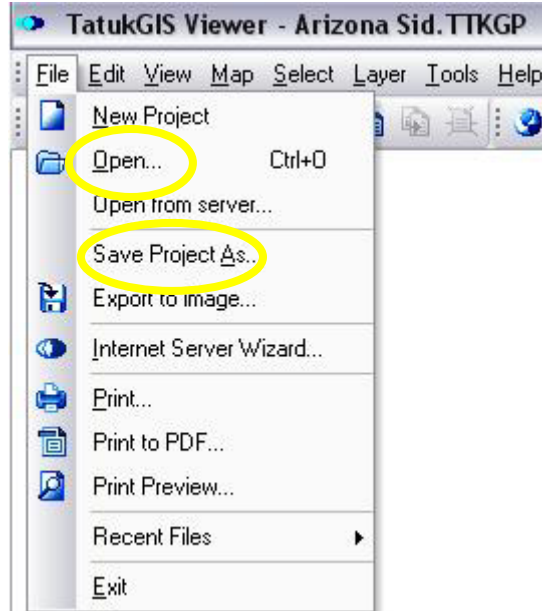 TatukGIS Viewer - Arizona Sid.TTKGP
File Edit View Map Select Layer Tools Help
New Project
Open... Ctrl+O
Open from server...
Save Project As...
Export to image...
Internet Server Wizard...
Print...
Print to PDF...
Print Preview...
Recent Files
Exit